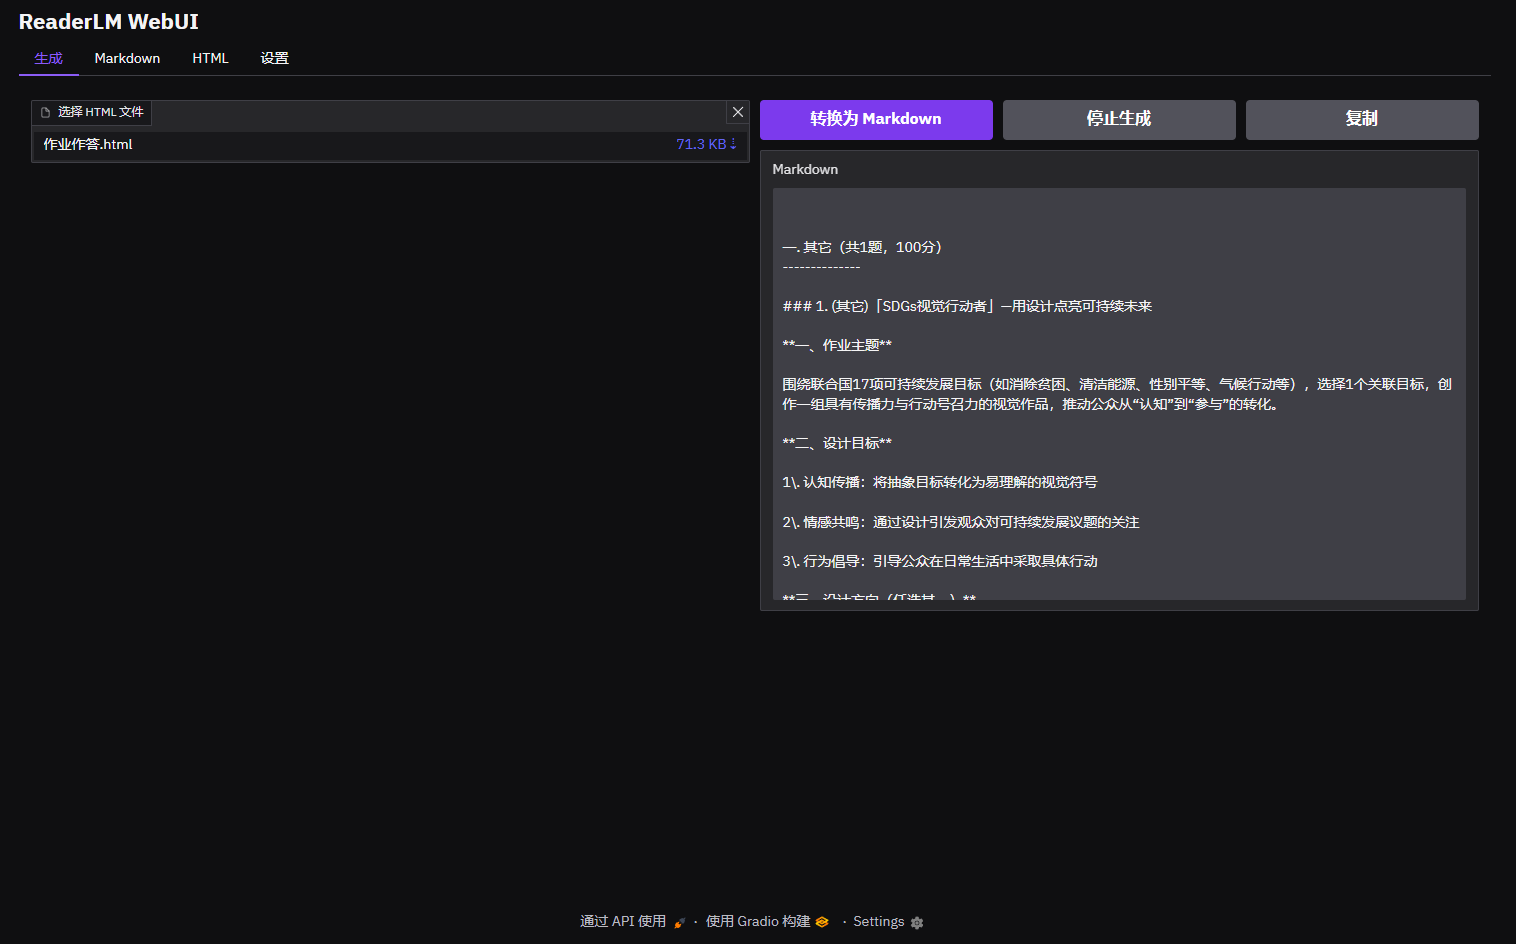 ReaderLM WebUI
生成 Markdown HTML 设置
选择 HTML 文件
作业作答.html 71.3 KB⇣
转换为 Markdown 停止生成 复制
Markdown
一. 其它（共1题，100分）
--------------
### 1. (其它)「SDGs视觉行动者」—用设计点亮可持续未来
**一、作业主题**
围绕联合国17项可持续发展目标（如消除贫困、清洁能源、性别平等、气候行动等），选择1个关联目标，创
作一组具有传播力与行动号召力的视觉作品，推动公众从“认知”到“参与”的转化。
**二、设计目标**
1\. 认知传播：将抽象目标转化为易理解的视觉符号
2\. 情感共鸣：通过设计引发观众对可持续发展议题的关注
3\. 行为倡导：引导公众在日常生活中采取具体行动
**三、设计方向（任选其一）**
通过 API 使用 · 使用 Gradio 构建 · Settings